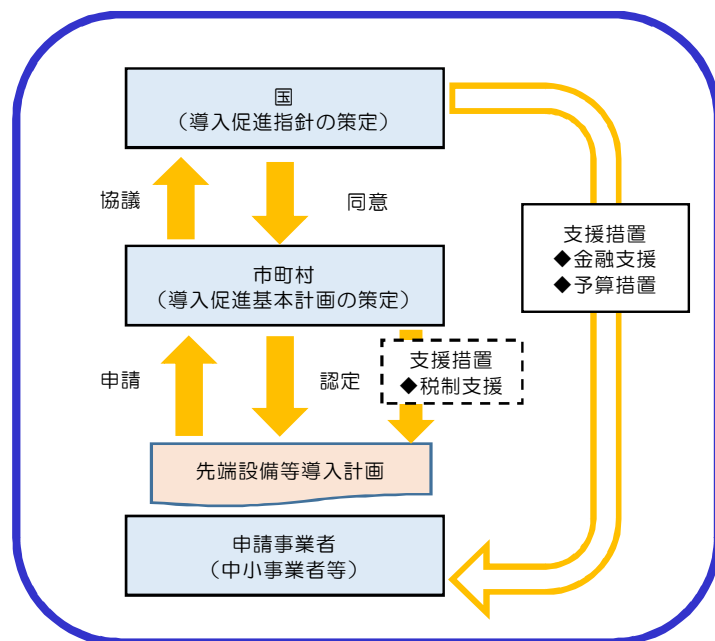 国
（導入促進指針の策定）
協議
同意
支援措置
◆金融支援
◆予算措置
市町村
（導入促進基本計画の策定）
申請
認定
支援措置
◆税制支援
先端設備等導入計画
申請事業者
（中小事業者等）